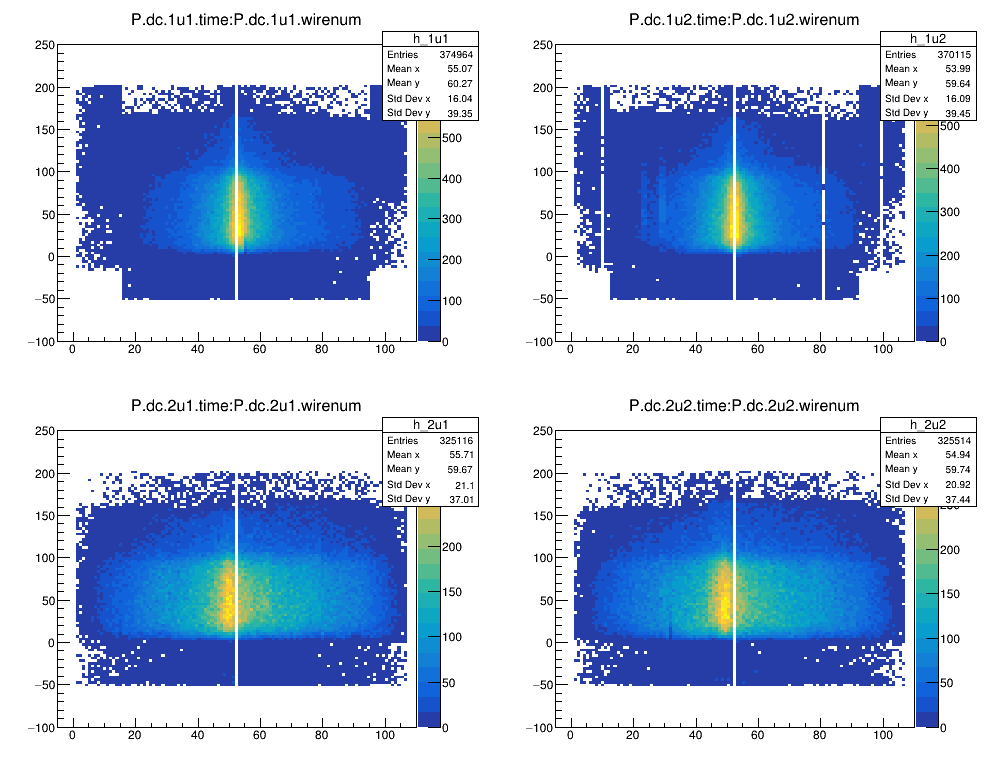 P.dc.1u1.time:P.dc.1u1.wirenum
h_1u1
Entries 374964
Mean x 55.07
Mean y 60.27
Std Dev x 16.04
Std Dev y 39.35
250
200
150
100
50
0
−50
−100
0 20 40 60 80 100
500
400
300
200
100
0
P.dc.1u2.time:P.dc.1u2.wirenum
h_1u2
Entries 370115
Mean x 53.99
Mean y 59.64
Std Dev x 16.09
Std Dev y 39.45
250
200
150
100
50
0
−50
−100
0 20 40 60 80 100
500
400
300
200
100
0
P.dc.2u1.time:P.dc.2u1.wirenum
h_2u1
Entries 325116
Mean x 55.71
Mean y 59.67
Std Dev x 21.1
Std Dev y 37.01
250
200
150
100
50
0
−50
−100
0 20 40 60 80 100
200
150
100
50
0
P.dc.2u2.time:P.dc.2u2.wirenum
h_2u2
Entries 325514
Mean x 54.94
Mean y 59.74
Std Dev x 20.92
Std Dev y 37.44
250
200
150
100
50
0
−50
−100
0 20 40 60 80 100
200
150
100
50
0